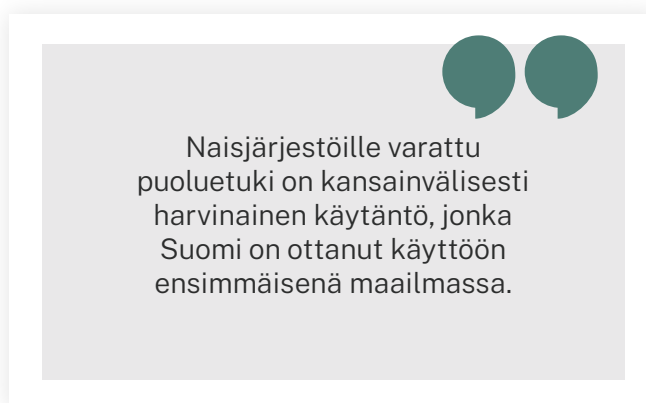 Naisjärjestöille varattu
puoluetuki on kansainvälisesti
harvinainen käytäntö, jonka
Suomi on ottanut käyttöön
ensimmäisenä maailmassa.